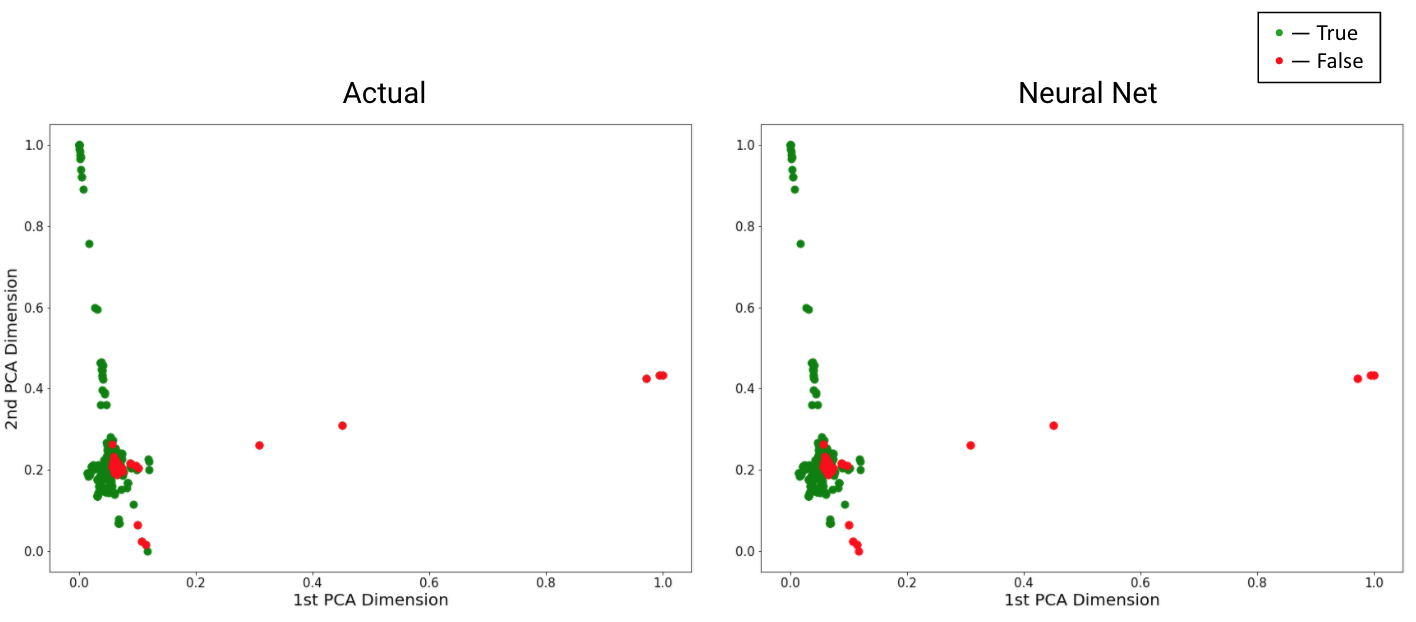 — True
— False
Actual
Neural Net
1.0
0.8
0.6
0.4
0.2
0.0
2nd PCA Dimension
0.0 0.2 0.4 0.6 0.8 1.0
1st PCA Dimension
1.0
0.8
0.6
0.4
0.2
0.0
0.0 0.2 0.4 0.6 0.8 1.0
1st PCA Dimension